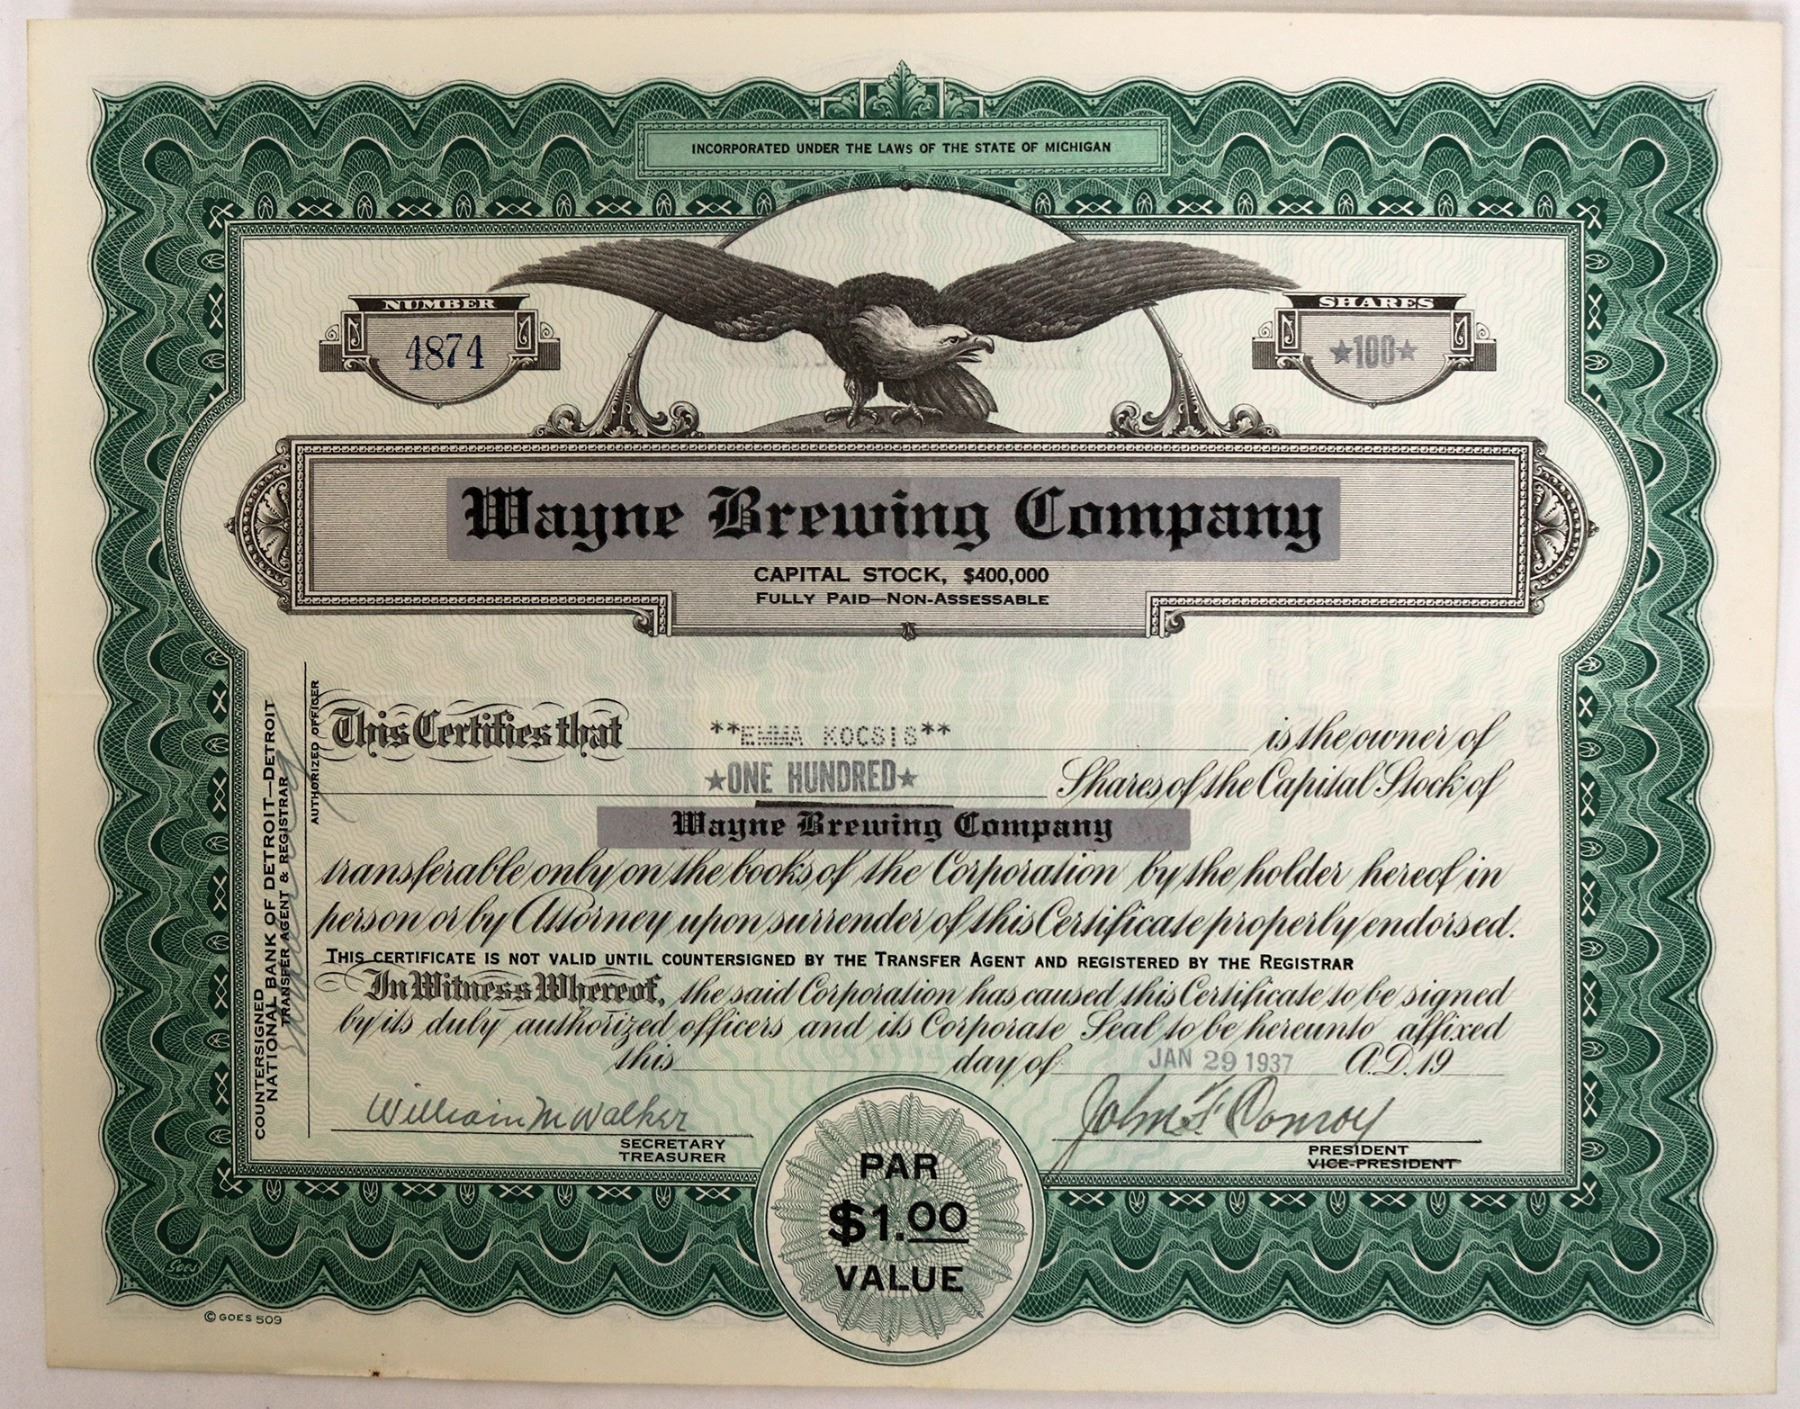 INCORPORATED UNDER THE LAWS OF THE STATE OF MICHIGAN
NUMBER
4874
SHARES
★100★
Wayne Brewing Company
CAPITAL STOCK, $400,000
FULLY PAID—NON-ASSESSABLE
This Certifies that **EMMA KOCSIS** is the owner of
★ONE HUNDRED★ Shares of the Capital Stock of
Wayne Brewing Company
transferable only on the books of the Corporation by the holder hereof in
person or by Attorney upon surrender of this Certificate properly endorsed.
THIS CERTIFICATE IS NOT VALID UNTIL COUNTERSIGNED BY THE TRANSFER AGENT AND REGISTERED BY THE REGISTRAR
In Witness Whereof, the said Corporation has caused this Certificate to be signed
by its duly authorized officers and its Corporate Seal to be hereunto affixed
this day of JAN 29 1937 A.D. 19
William M Walker
SECRETARY
TREASURER
John F Conroy
PRESIDENT
VICE-PRESIDENT
PAR
$1.00
VALUE
COUNTERSIGNED
NATIONAL BANK OF DETROIT—DETROIT
TRANSFER AGENT & REGISTRAR
AUTHORIZED OFFICER
Goes
© GOES 509